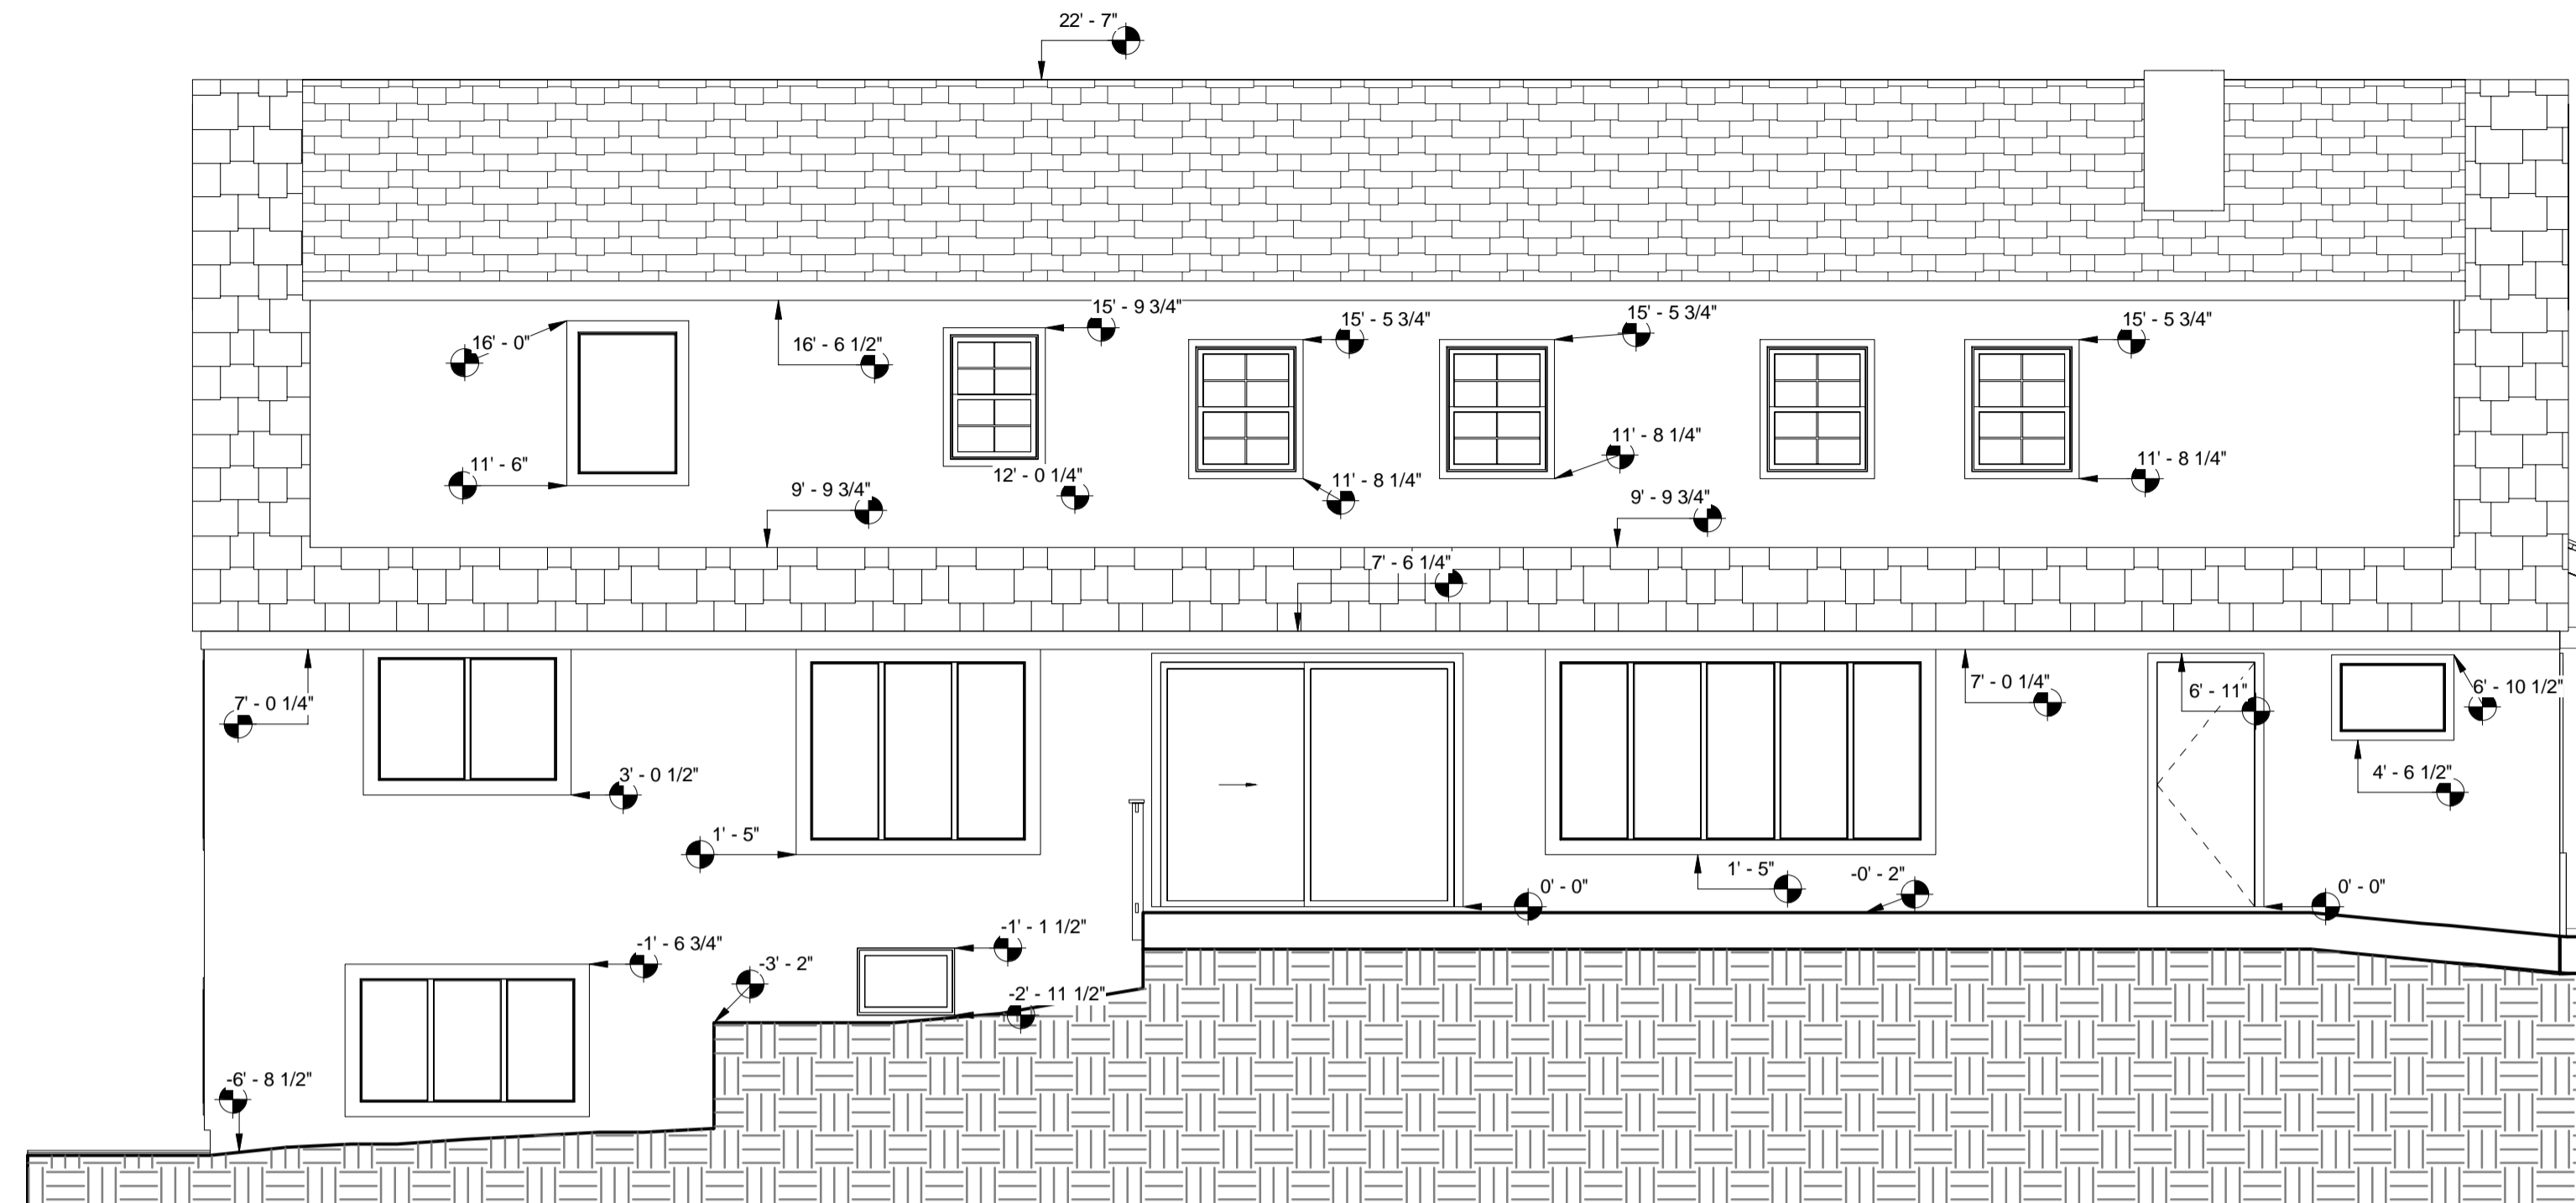 22' - 7"
15' - 9 3/4"
15' - 5 3/4"
15' - 5 3/4"
15' - 5 3/4"
16' - 0"
16' - 6 1/2"
11' - 6"
12' - 0 1/4"
11' - 8 1/4"
11' - 8 1/4"
11' - 8 1/4"
9' - 9 3/4"
9' - 9 3/4"
7' - 6 1/4"
7' - 0 1/4"
7' - 0 1/4"
6' - 11"
6' - 10 1/2"
3' - 0 1/2"
4' - 6 1/2"
1' - 5"
1' - 5"
-0' - 2"
0' - 0"
0' - 0"
-1' - 1 1/2"
-1' - 6 3/4"
-3' - 2"
-2' - 11 1/2"
-6' - 8 1/2"